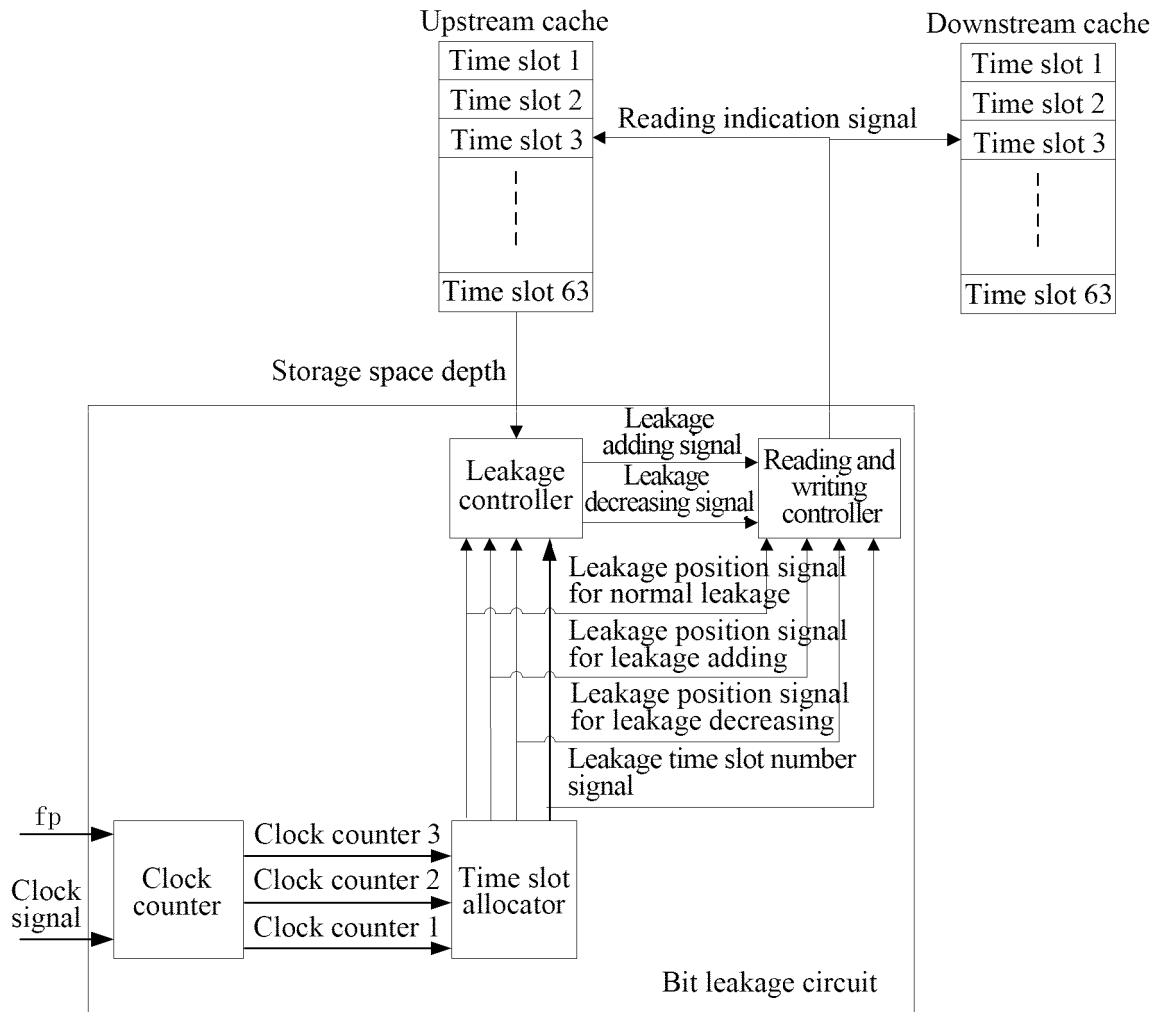 Upstream cache
Time slot 1
Time slot 2
Time slot 3
Time slot 63
Downstream cache
Time slot 1
Time slot 2
Time slot 3
Time slot 63
Reading indication signal
Storage space depth
Leakage
controller
Leakage
adding signal
Leakage
decreasing signal
Reading and
writing
controller
Leakage position signal
for normal leakage
Leakage position signal
for leakage adding
Leakage position signal
for leakage decreasing
Leakage time slot number
signal
fp
Clock
signal
Clock
counter
Clock counter 3
Clock counter 2
Clock counter 1
Time slot
allocator
Bit leakage circuit